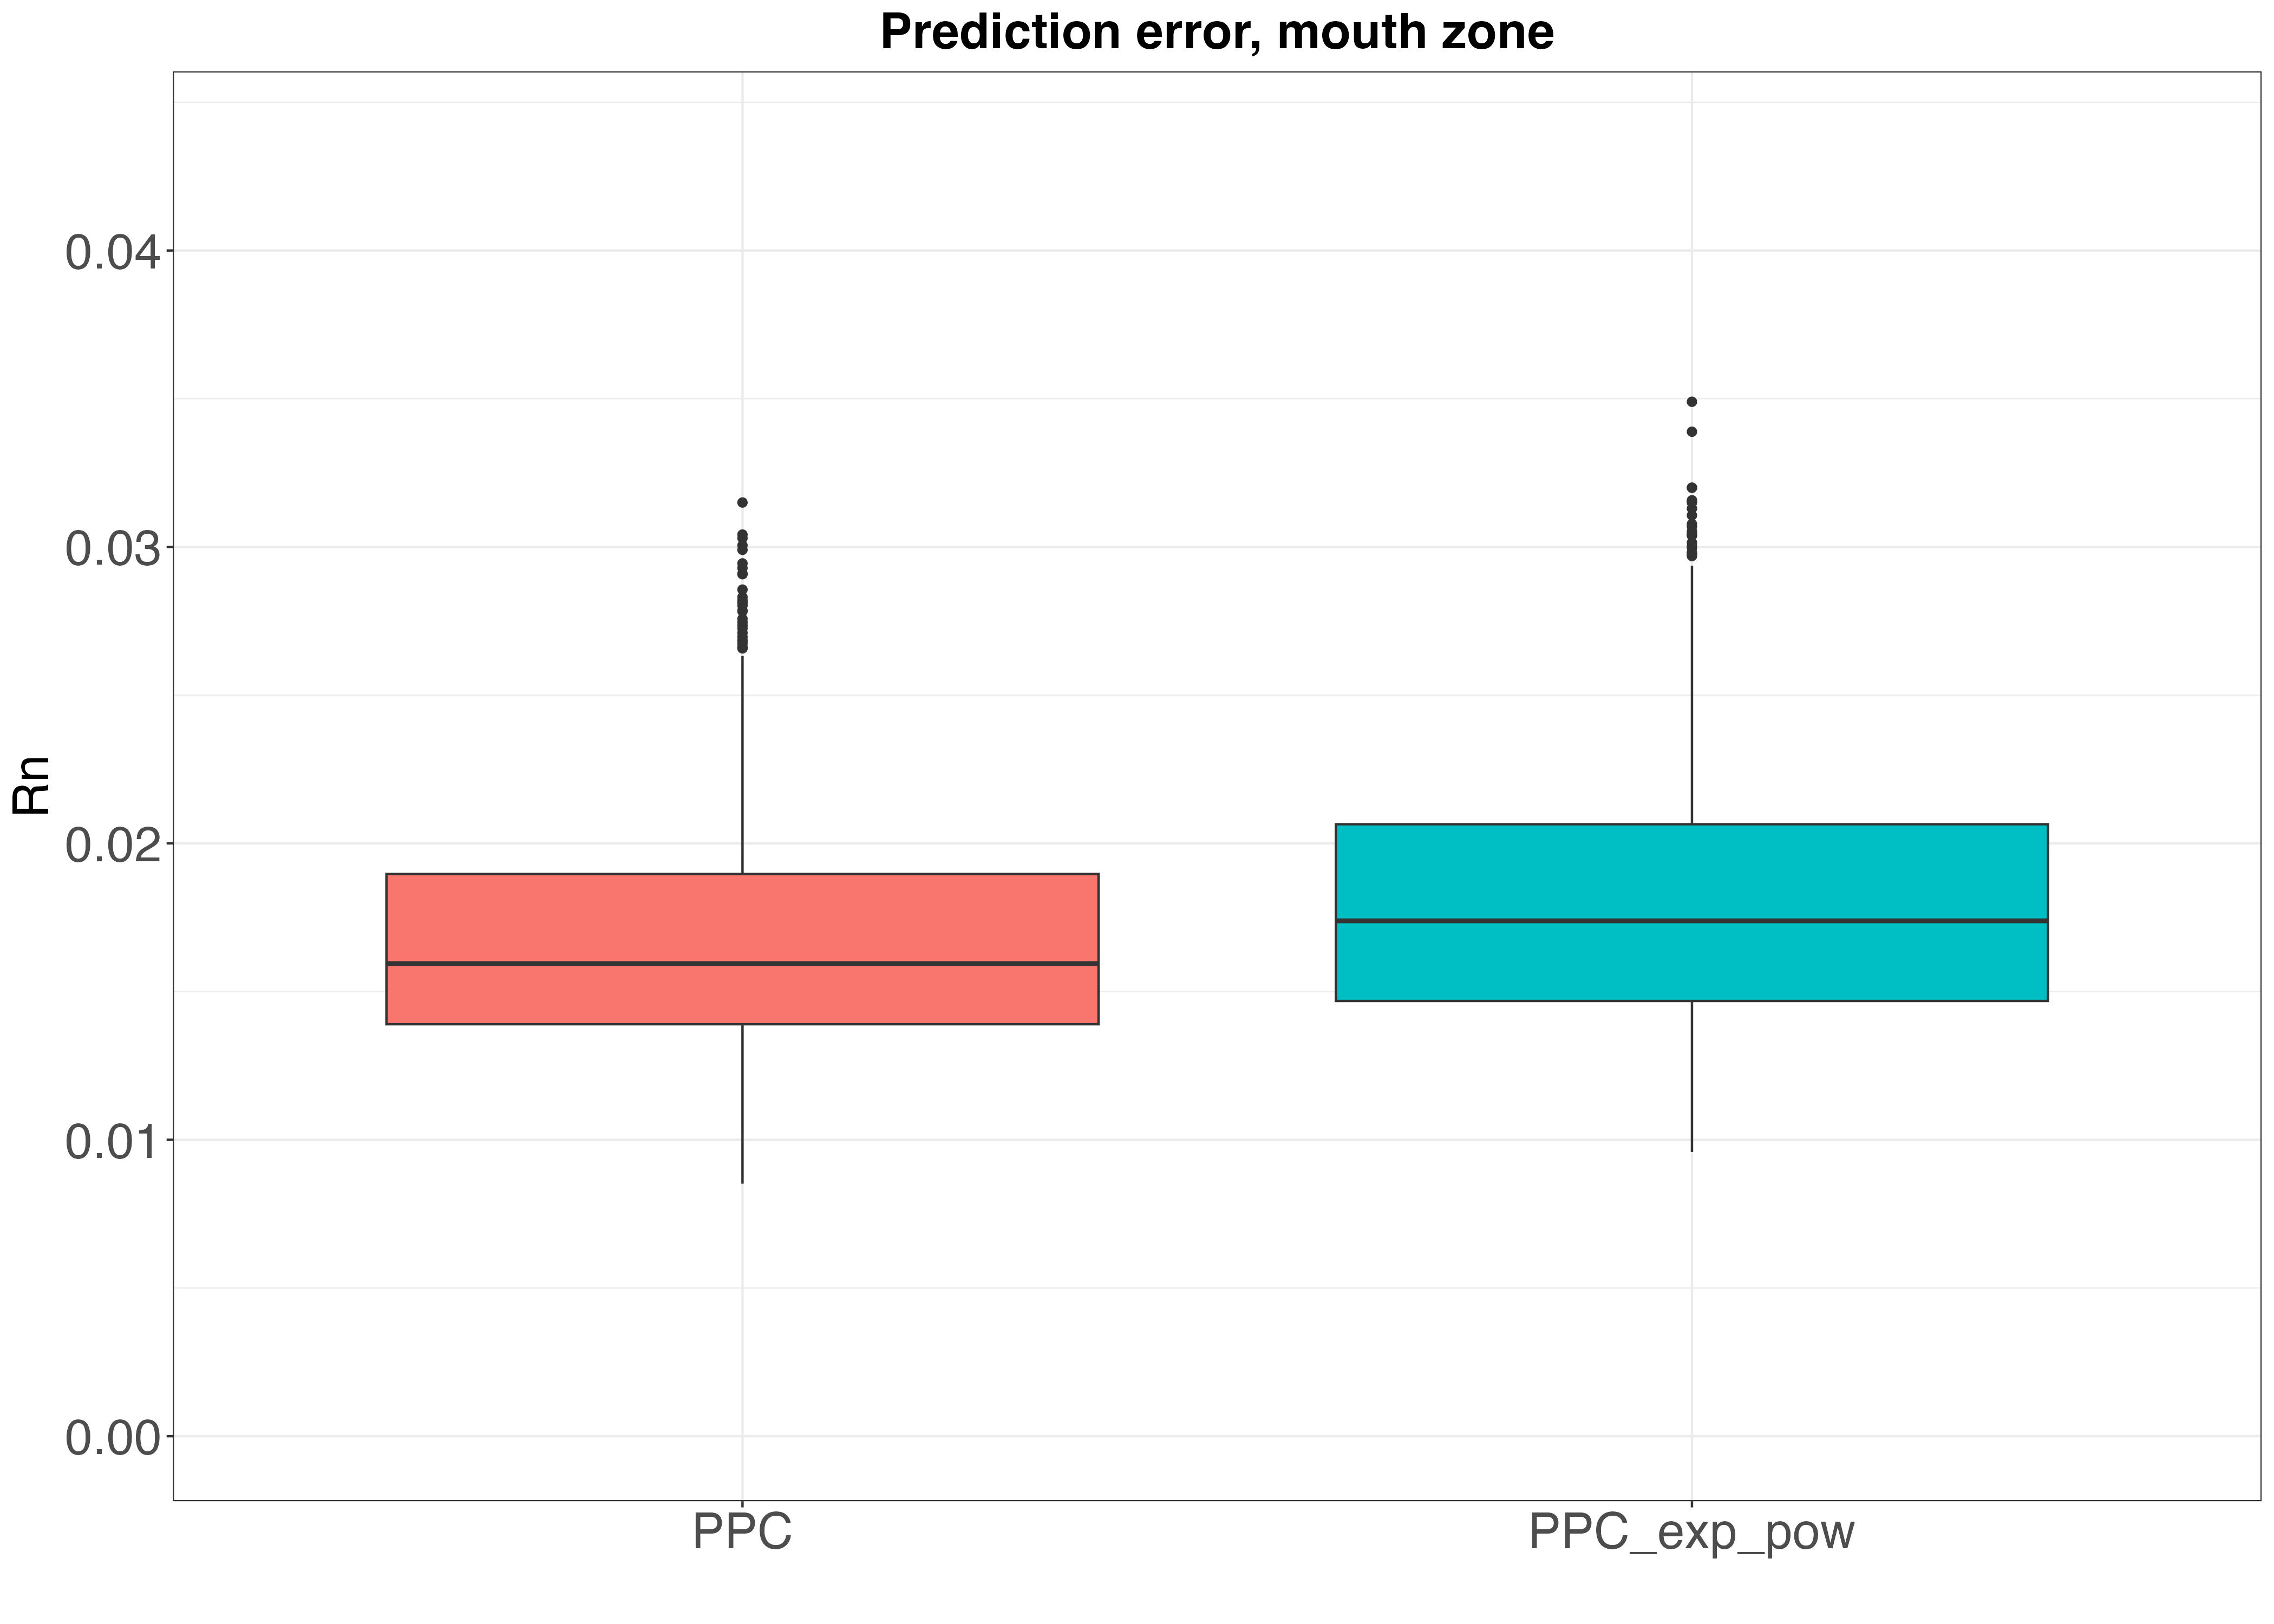 Prediction error, mouth zone
Rn
0.04
0.03
0.02
0.01
0.00
PPC
PPC_exp_pow